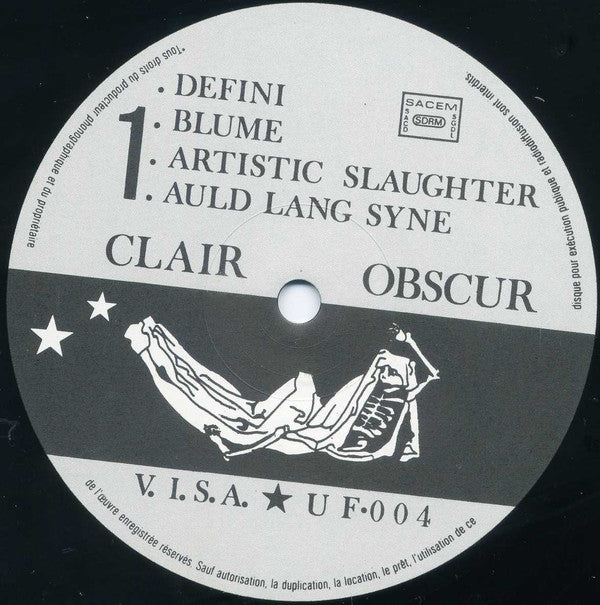 . DEFINI
. BLUME
. ARTISTIC SLAUGHTER
. AULD LANG SYNE
1
SACEM
SACD
SDRM
SGDL
CLAIR OBSCUR
V. I. S. A. ★ U F·004
*Tous droits du producteur phonographique et du propriétaire
de l'œuvre enregistrée réservés. Sauf autorisation, la duplication, la location, le prêt, l'utilisation de ce
disque pour exécution publique et radiodiffusion sont interdits